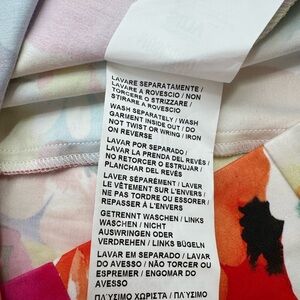 LAVARE SEPARATAMENTE /
LAVARE A ROVESCIO / NON
TORCERE O STRIZZARE /
STIRARE A ROVESCIO
WASH SEPARATELY / WASH
GARMENT INSIDE OUT / DO
NOT TWIST OR WRING / IRON
ON REVERSE
LAVAR POR SEPARADO /
LAVAR LA PRENDA DEL REVÉS /
NO RETORCER O ESTRUJAR /
PLANCHAR DEL REVÉS
LAVER SÉPARÉMENT / LAVER
LE VÊTEMENT SUR L'ENVERS /
NE PAS TORDRE OU ESSORER /
REPASSER À L'ENVERS
GETRENNT WASCHEN / LINKS
WASCHEN / NICHT
AUSWRINGEN ODER
VERDREHEN / LINKS BÜGELN
LAVAR EM SEPARADO / LAVAR
DO AVESSO / NÃO TORCER OU
ESPREMER / ENGOMAR DO
AVESSO
ΠΛΥΣΙΜΟ ΧΩΡΙΣΤΑ / ΠΛΥΣΙΜΟ